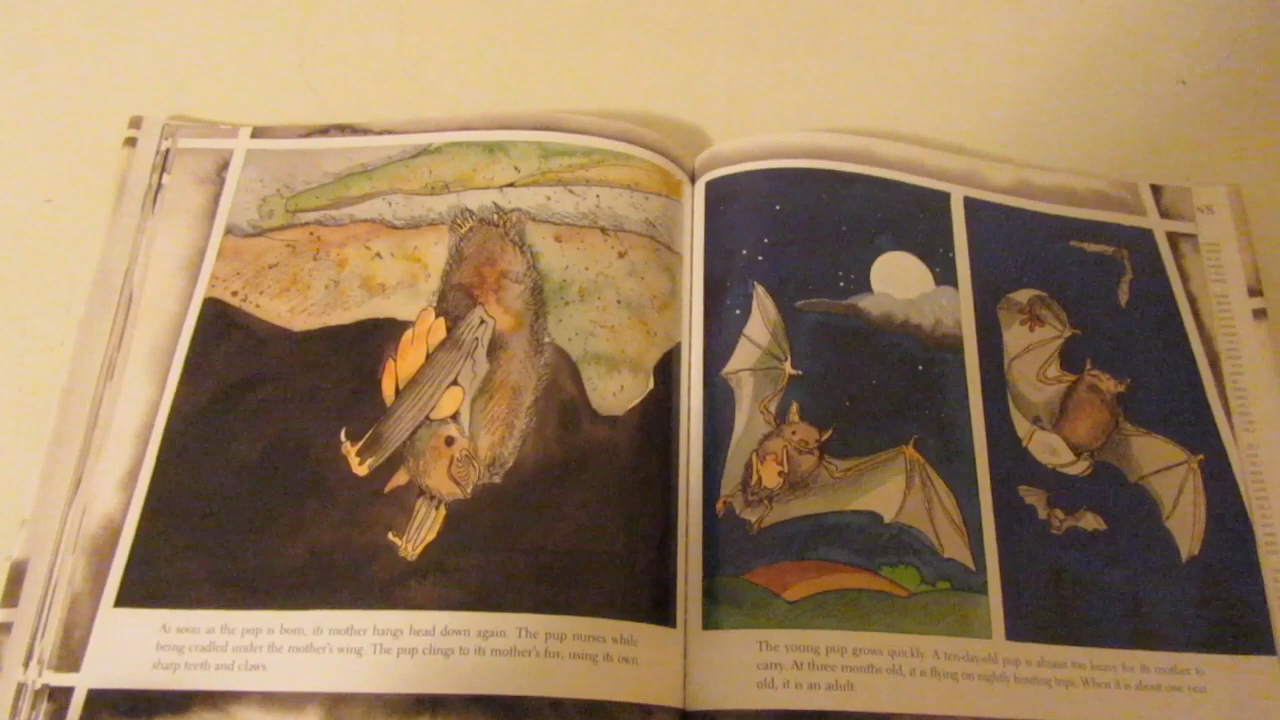 As soon as the pup is born, its mother hangs head down again. The pup nurses while
being cradled under the mother's wing. The pup clings to its mother's fur, using its own
sharp teeth and claws.
The young pup grows quickly. A ten-day-old pup is almost too heavy for its mother to
carry. At three months old, it is flying on nightly hunting trips. When it is about one year
old, it is an adult.